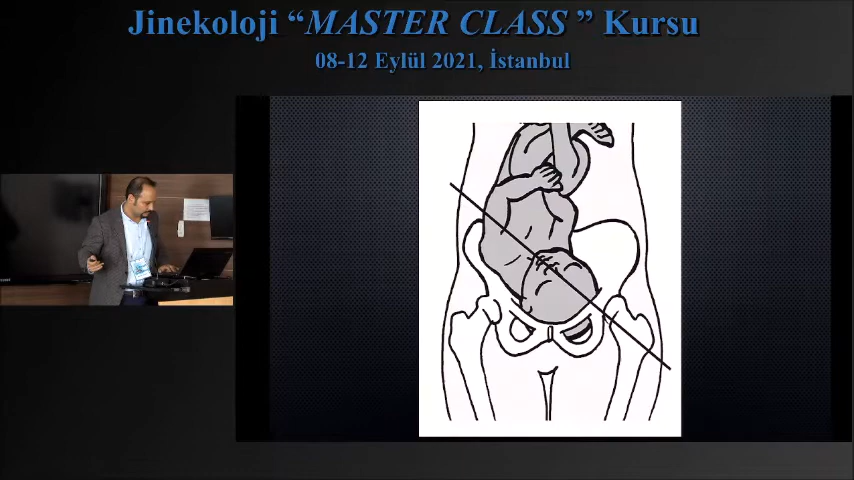 Jinekoloji “MASTER CLASS ” Kursu
08-12 Eylül 2021, İstanbul